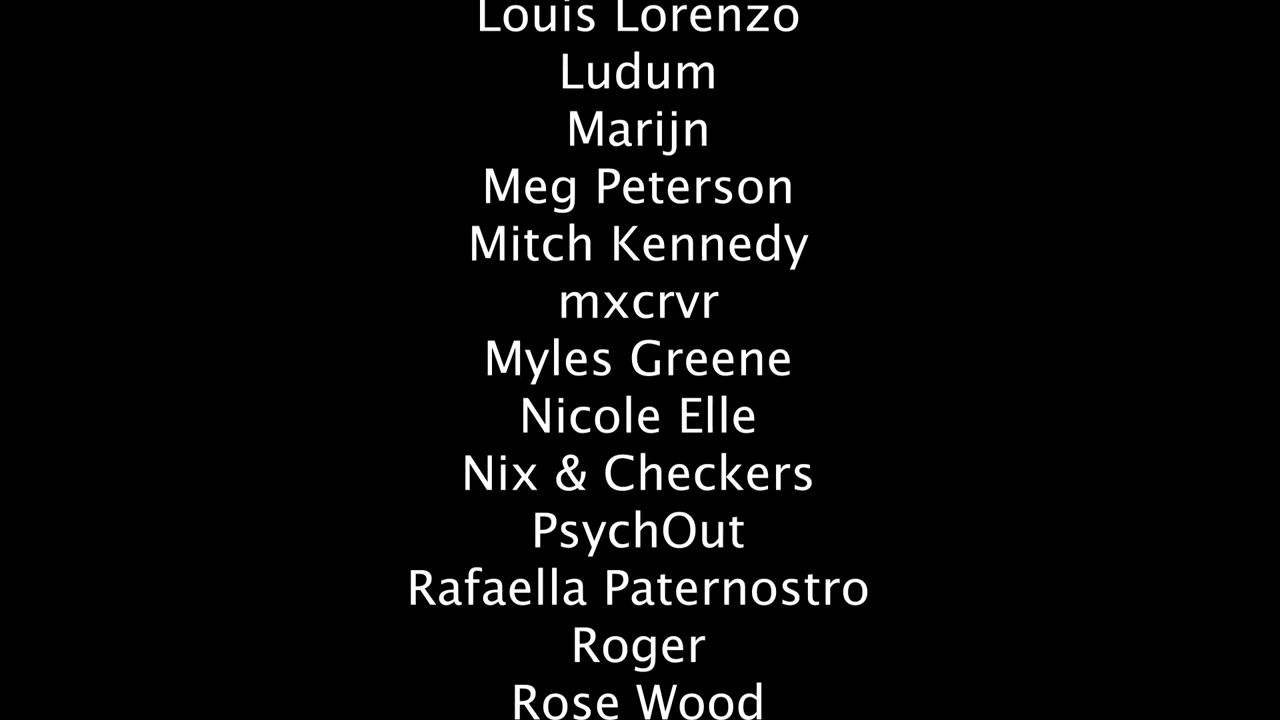 Louis Lorenzo
Ludum
Marijn
Meg Peterson
Mitch Kennedy
mxcrvr
Myles Greene
Nicole Elle
Nix & Checkers
PsychOut
Rafaella Paternostro
Roger
Rose Wood